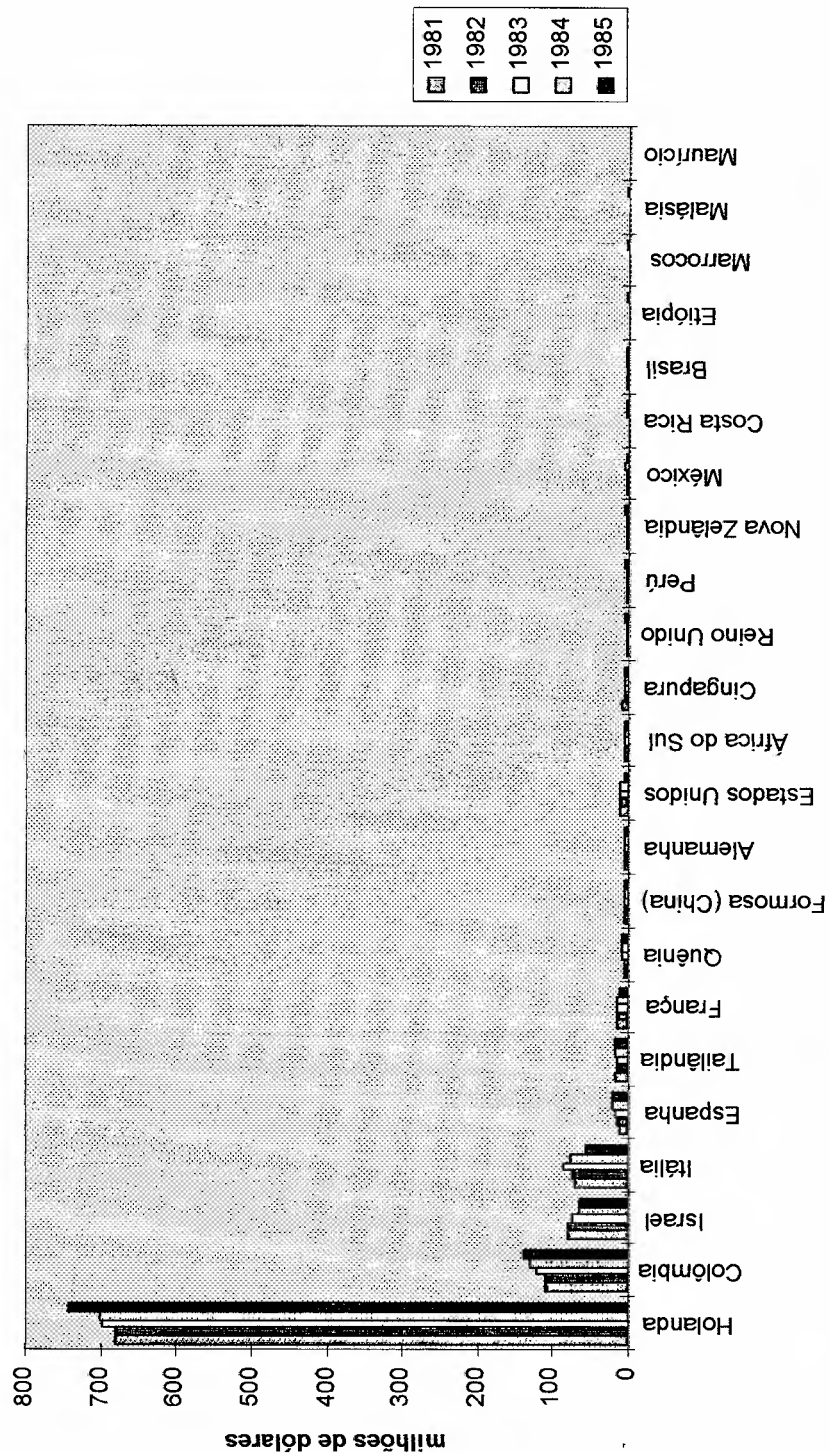 milhões de dólares
800
700
600
500
400
300
200
100
0
Holanda
Colômbia
Israel
Itália
Espanha
Tailândia
França
Quênia
Formosa (China)
Alemanha
Estados Unidos
África do Sul
Cingapura
Reino Unido
Perú
Nova Zelândia
México
Costa Rica
Brasil
Etiópia
Marrocos
Malásia
Maurício
1981
1982
1983
1984
1985